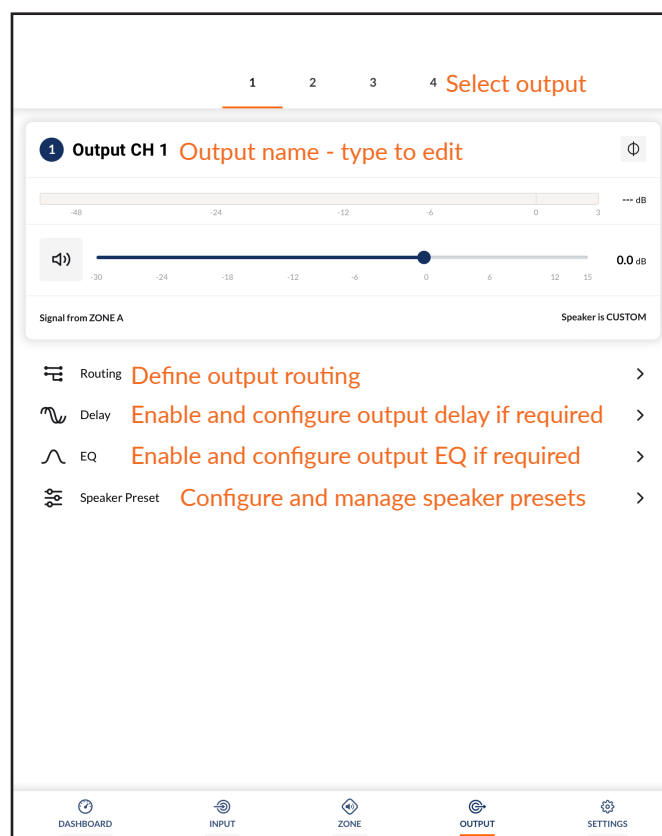 1 2 3 4 Select output
1 Output CH 1 Output name - type to edit
--- dB
-48 -24 -12 -6 0 3
0.0 dB
-30 -24 -18 -12 -6 0 6 12 15
Signal from ZONE A Speaker is CUSTOM
Routing Define output routing
Delay Enable and configure output delay if required
EQ Enable and configure output EQ if required
Speaker Preset Configure and manage speaker presets
DASHBOARD INPUT ZONE OUTPUT SETTINGS